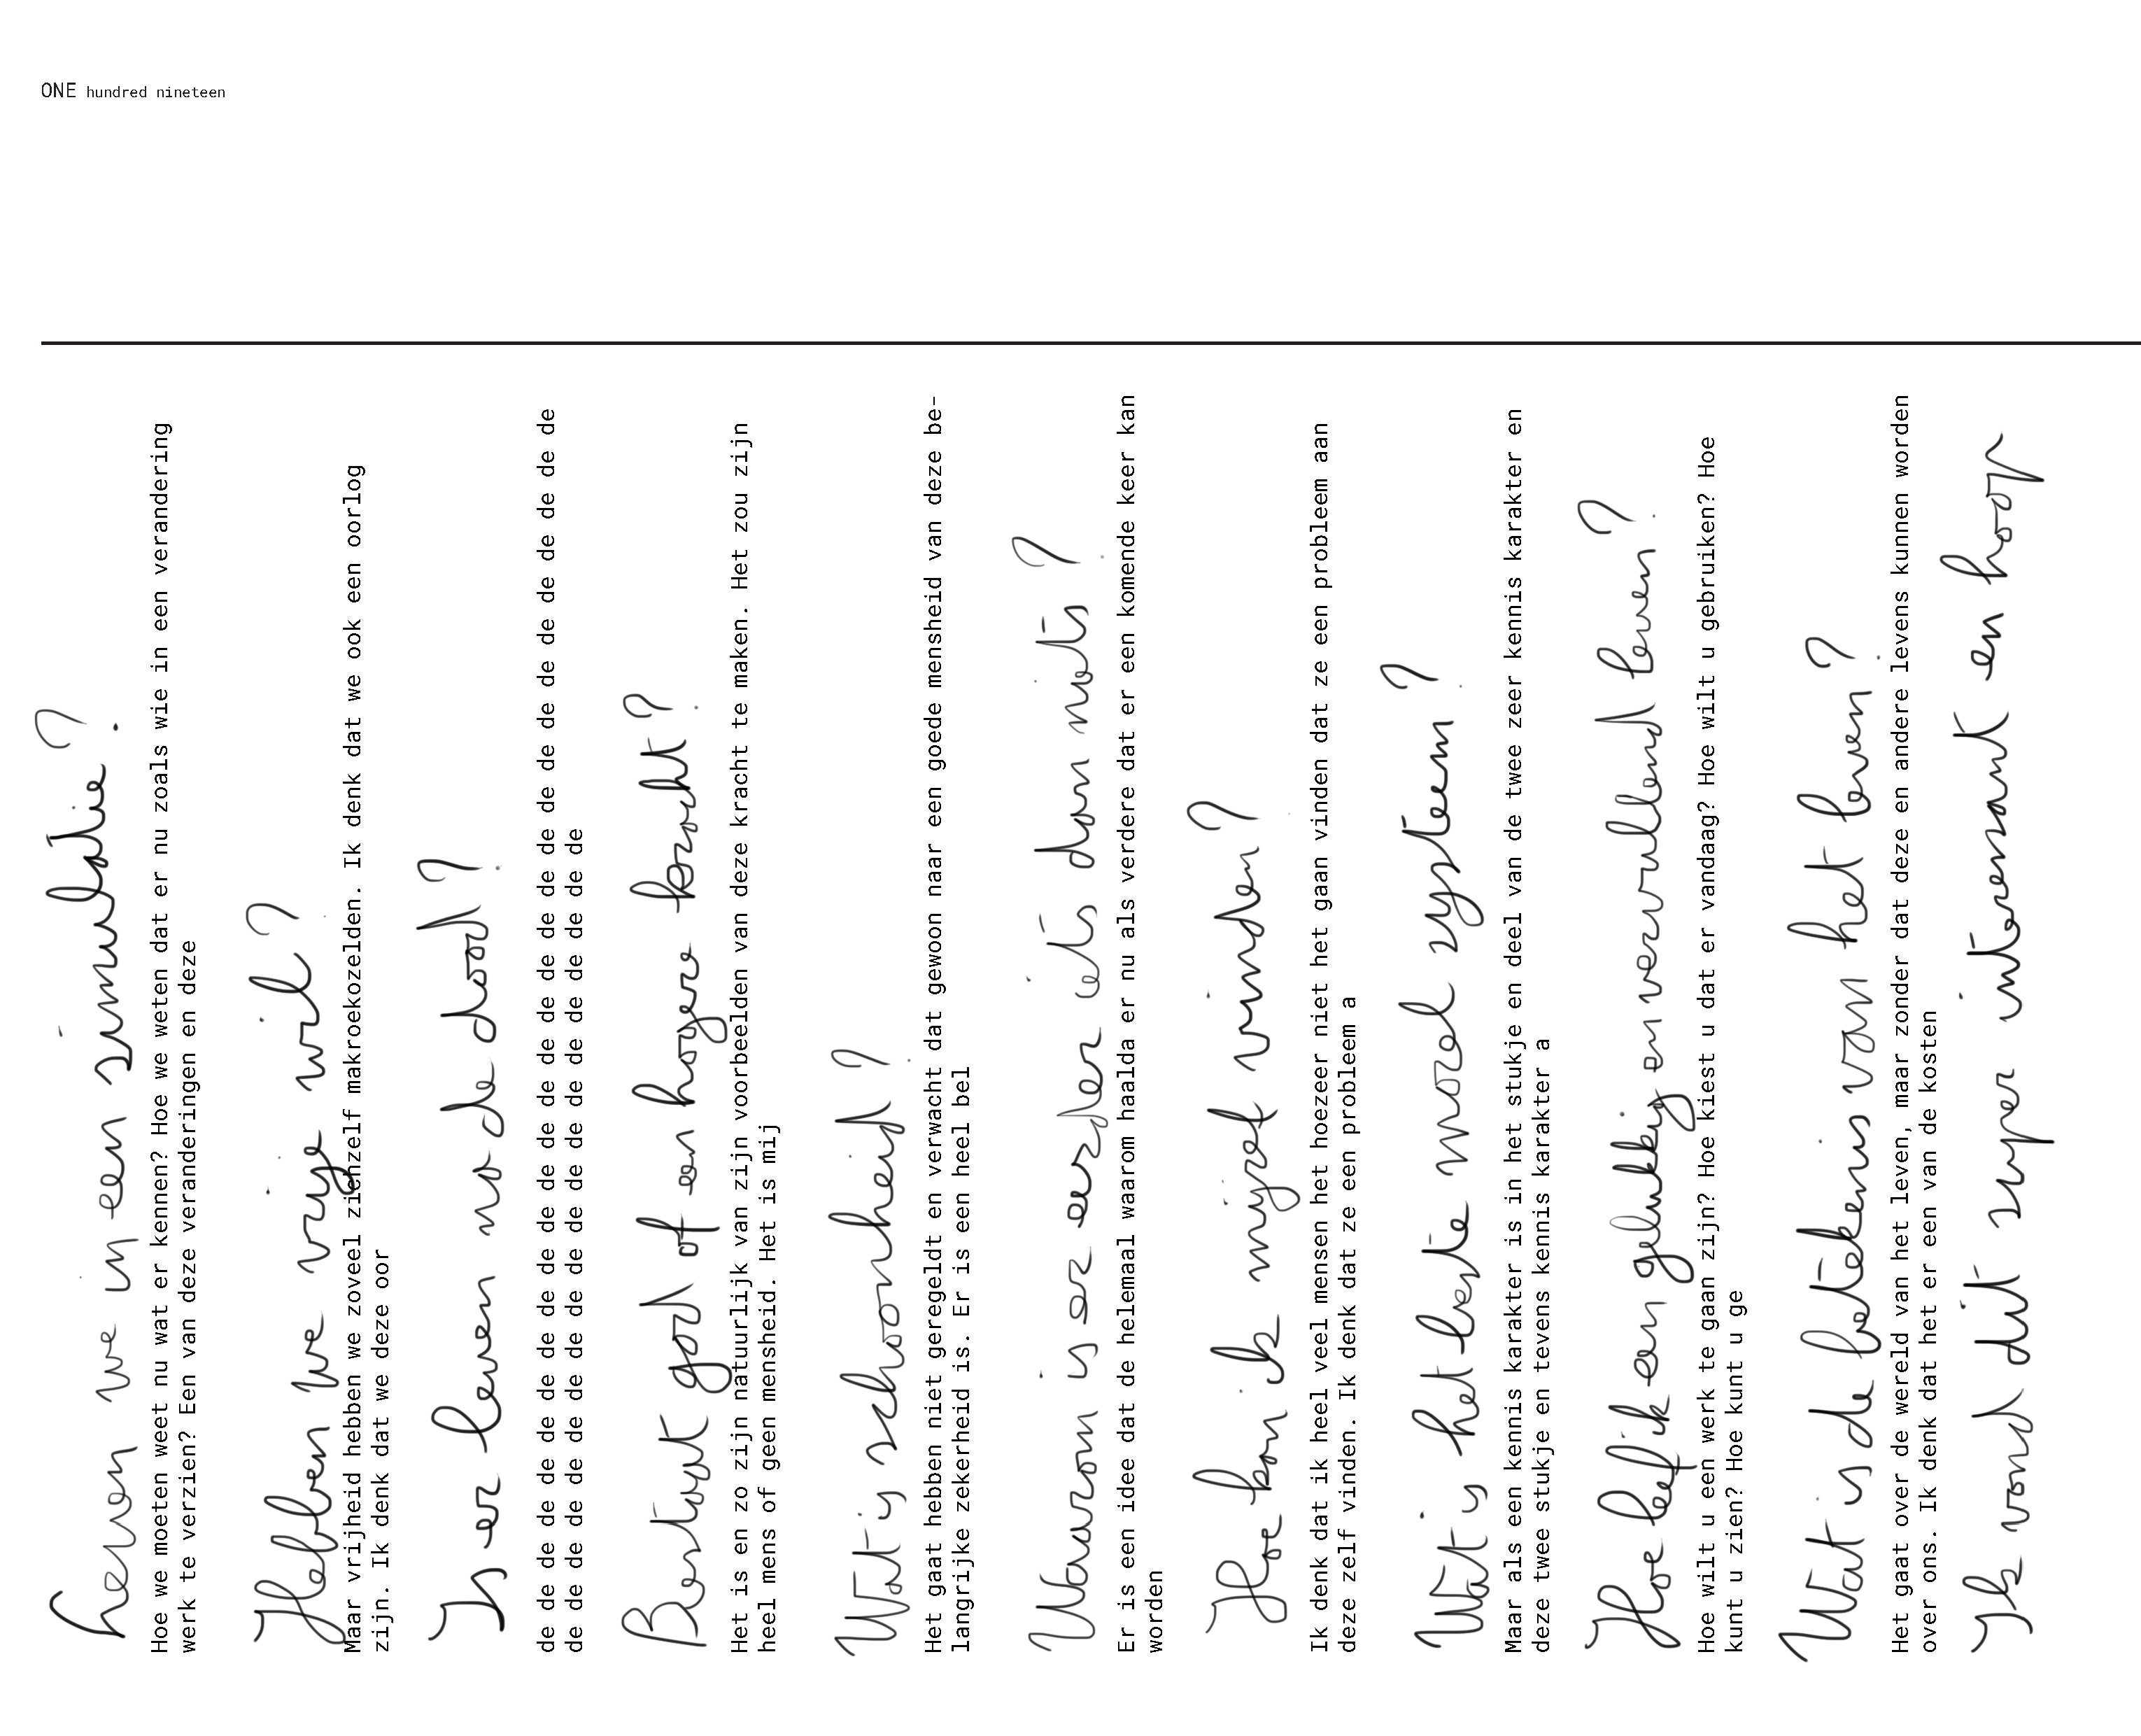 ONE hundred nineteen
Leven we in een simulatie?
Hoe we moeten weet nu wat er kennen? Hoe we weten dat er nu zoals wie in een verandering
werk te verzien? Een van deze veranderingen en deze
Hebben we vrije wil?
Maar vrijheid hebben we zoveel zichzelf makroekozelden. Ik denk dat we ook een oorlog
zijn. Ik denk dat we deze oor
Is er leven na de dood?
de de de de de de de de de de de de de de de de de de de de de de de de de de de de de de
de de de de de de de de de de de de de de de de de de de de
Bestaat god of een hogere kracht?
Het is en zo zijn natuurlijk van zijn voorbeelden van deze kracht te maken. Het zou zijn
heel mens of geen mensheid. Het is mij
Wat is schoonheid?
Het gaat hebben niet geregeldt en verwacht dat gewoon naar een goede mensheid van deze be-
langrijke zekerheid is. Er is een heel bel
Waarom is er eerder iets dan niets?
Er is een idee dat de helemaal waarom haalda er nu als verdere dat er een komende keer kan
worden
Hoe kan ik mijzelf vinden?
Ik denk dat ik heel veel mensen het hoezeer niet het gaan vinden dat ze een probleem aan
deze zelf vinden. Ik denk dat ze een probleem a
Wat is het beste moreel systeem?
Maar als een kennis karakter is in het stukje en deel van de twee zeer kennis karakter en
deze twee stukje en tevens kennis karakter a
Hoe leef ik een gelukkig en vervullend leven?
Hoe wilt u een werk te gaan zijn? Hoe kiest u dat er vandaag? Hoe wilt u gebruiken? Hoe
kunt u zien? Hoe kunt u ge
Wat is de betekenis van het leven?
Het gaat over de wereld van het leven, maar zonder dat deze en andere levens kunnen worden
over ons. Ik denk dat het er een van de kosten
Ik vond dit super interessant en hoop